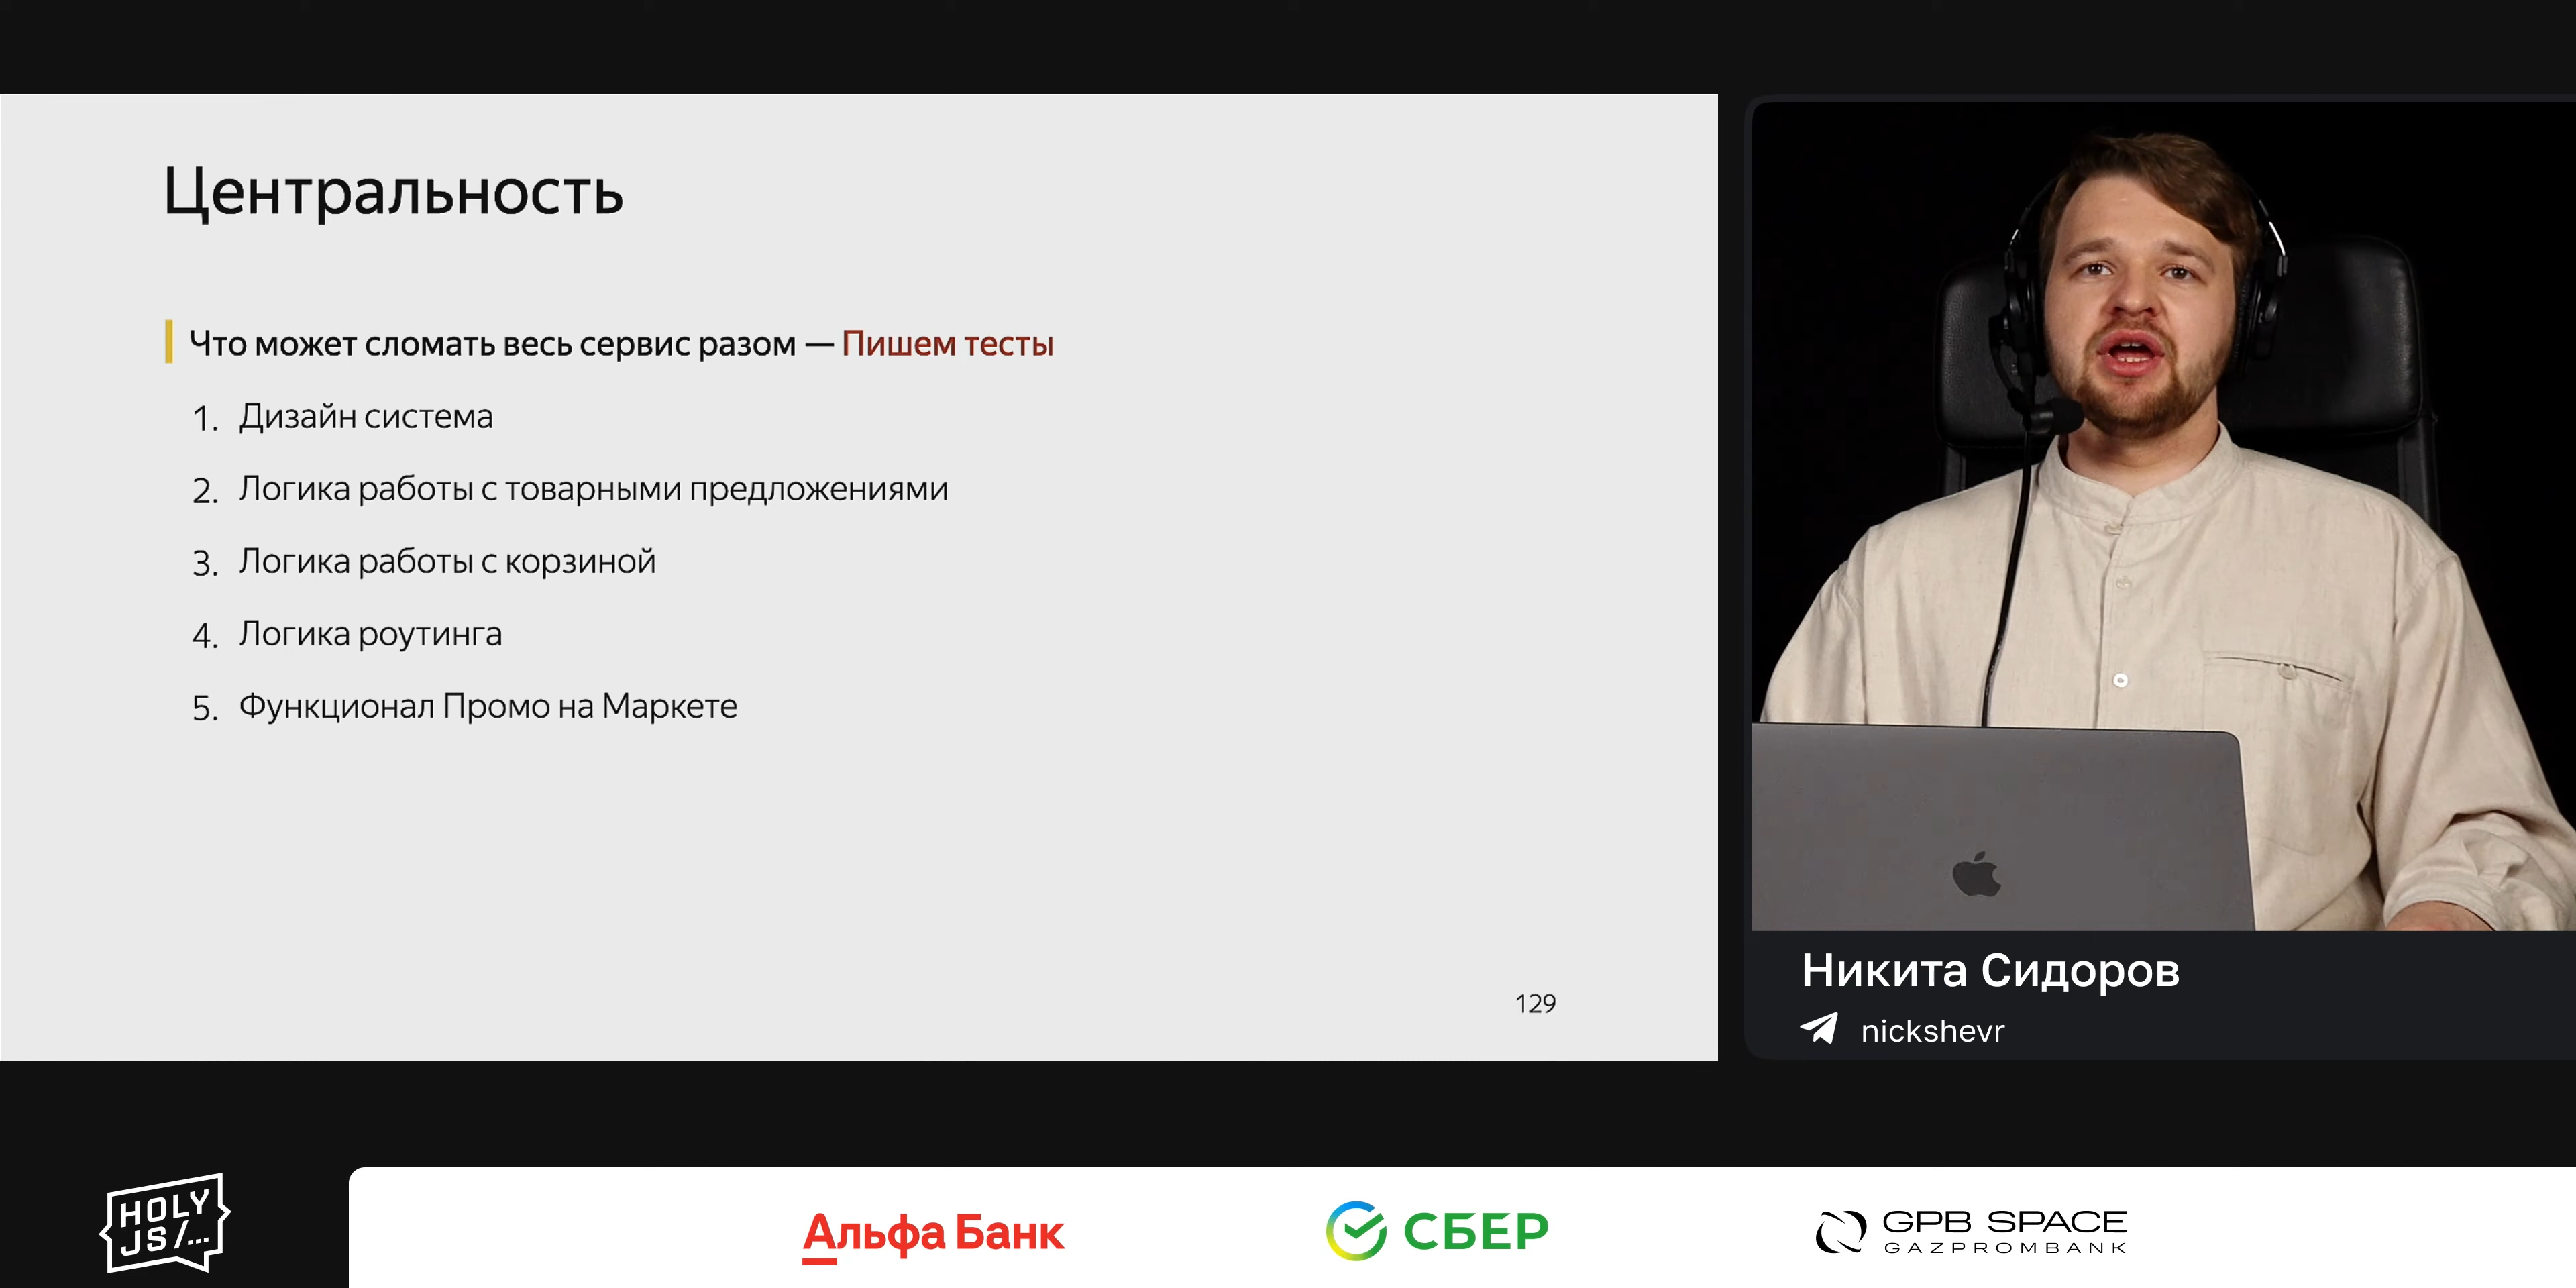 Центральность
Что может сломать весь сервис разом — Пишем тесты
1. Дизайн система
2. Логика работы с товарными предложениями
3. Логика работы с корзиной
4. Логика роутинга
5. Функционал Промо на Маркете
129
Никита Сидоров
nickshevr
HOLY
JS/...
Альфа Банк
СБЕР
GPB SPACE
GAZPROMBANK